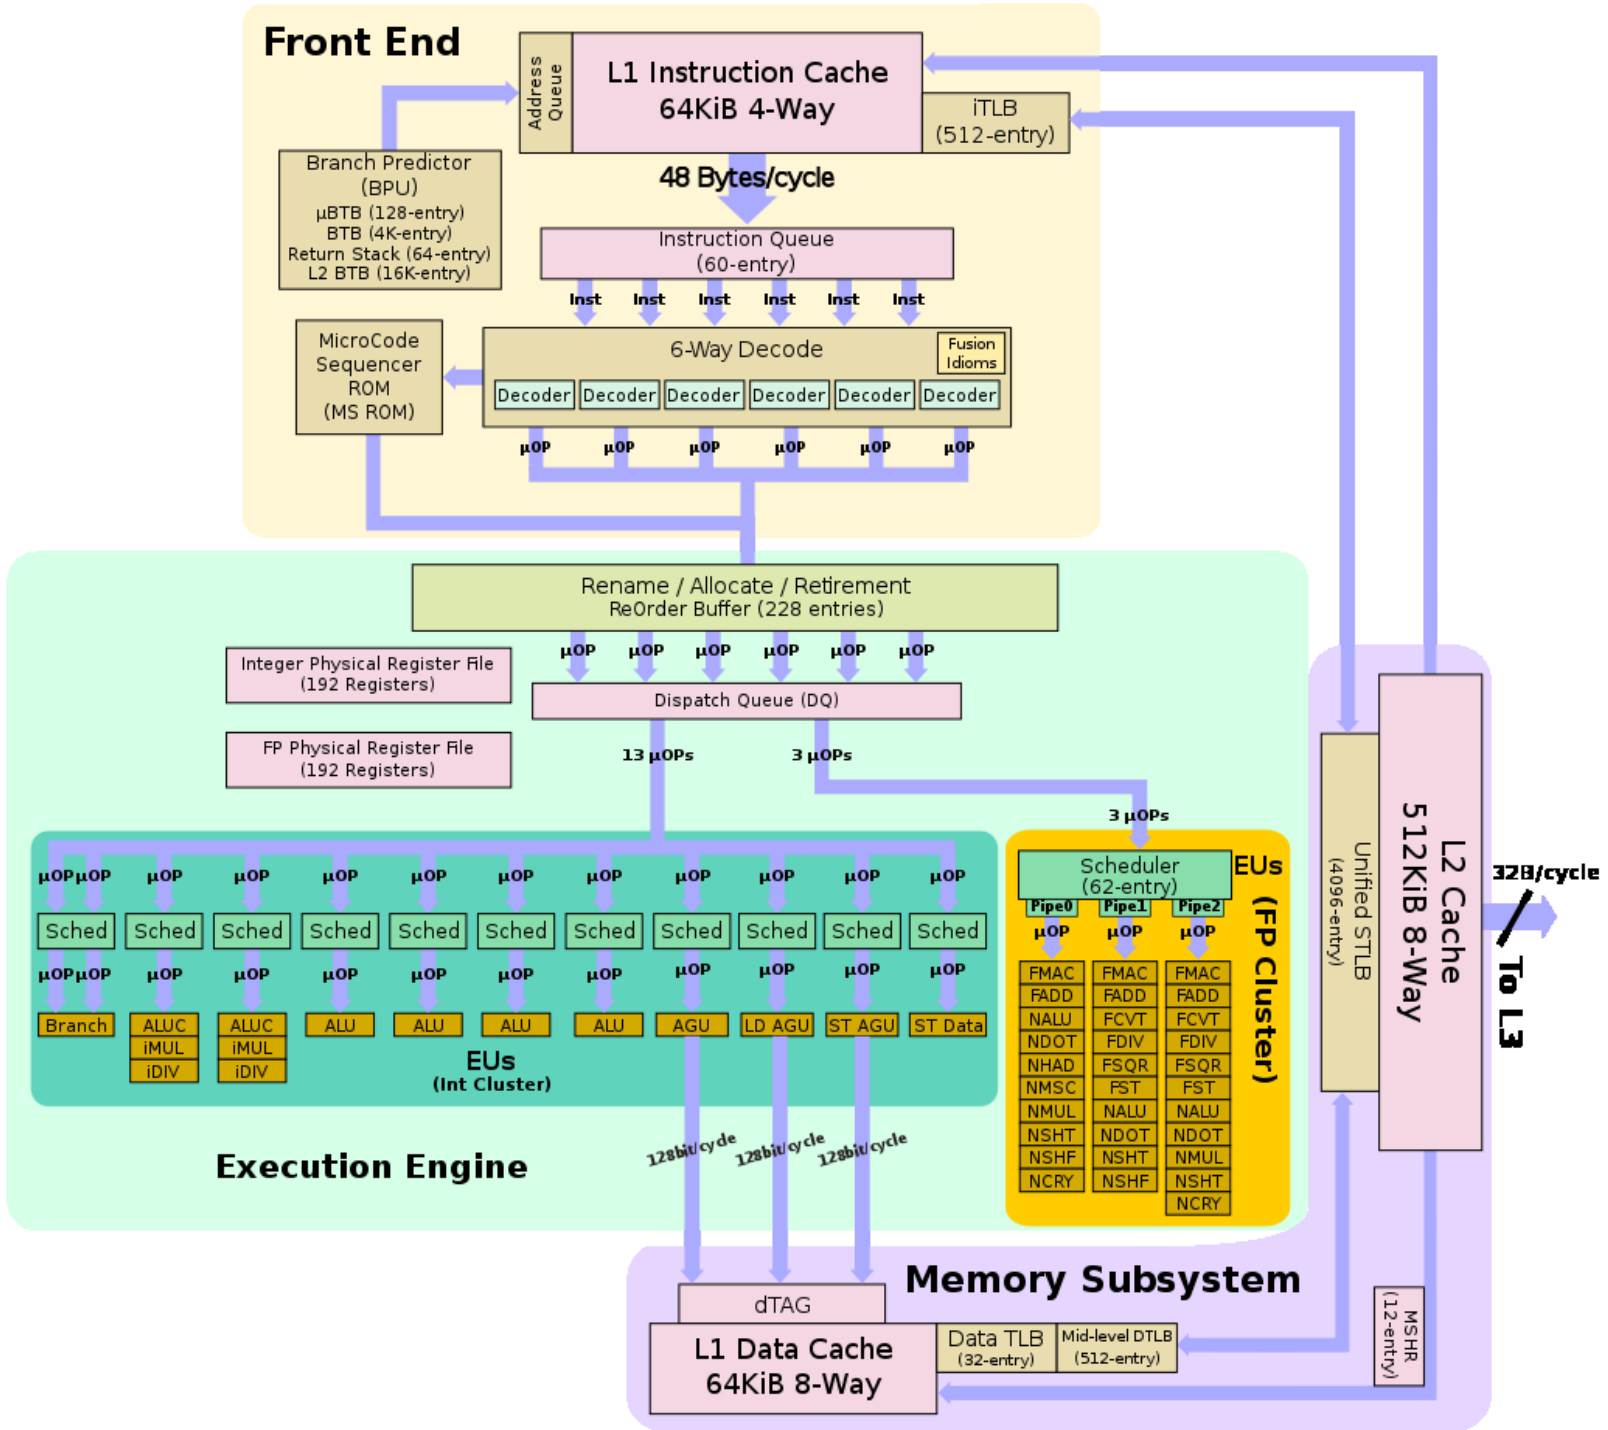 Front End
Address
Queue
L1 Instruction Cache
64KiB 4-Way
iTLB
(512-entry)
48 Bytes/cycle
Branch Predictor
(BPU)
µBTB (128-entry)
BTB (4K-entry)
Return Stack (64-entry)
L2 BTB (16K-entry)
Instruction Queue
(60-entry)
Inst Inst Inst Inst Inst Inst
MicroCode
Sequencer
ROM
(MS ROM)
6-Way Decode
Fusion
Idioms
Decoder Decoder Decoder Decoder Decoder Decoder
µOP µOP µOP µOP µOP µOP
Rename / Allocate / Retirement
ReOrder Buffer (228 entries)
µOP µOP µOP µOP µOP µOP
Integer Physical Register File
(192 Registers)
Dispatch Queue (DQ)
FP Physical Register File
(192 Registers)
13 µOPs 3 µOPs
3 µOPs
µOP µOP µOP µOP µOP µOP µOP µOP µOP µOP µOP µOP
Sched Sched Sched Sched Sched Sched Sched Sched Sched Sched Sched
µOP µOP µOP µOP µOP µOP µOP µOP µOP µOP µOP µOP
Branch ALUC ALUC ALU ALU ALU ALU AGU LD AGU ST AGU ST Data
iMUL iMUL
iDIV iDIV
EUs
(Int Cluster)
Scheduler
(62-entry)
EUs
(FP Cluster)
Pipe0 Pipe1 Pipe2
µOP µOP µOP
FMAC FMAC FMAC
FADD FADD FADD
NALU FCVT FCVT
NDOT FDIV FDIV
NHAD FSQR FSQR
NMSC FST FST
NMUL NALU NALU
NSHT NDOT NDOT
NSHF NSHT NMUL
NCRY NSHF NSHT
NCRY
128bit/cycle 128bit/cycle 128bit/cycle
Execution Engine
Unified STLB
(4096-entry)
L2 Cache
512KiB 8-Way
32B/cycle
To L3
Memory Subsystem
dTAG
L1 Data Cache
64KiB 8-Way
Data TLB
(32-entry)
Mid-level DTLB
(512-entry)
MSHR
(12-entry)